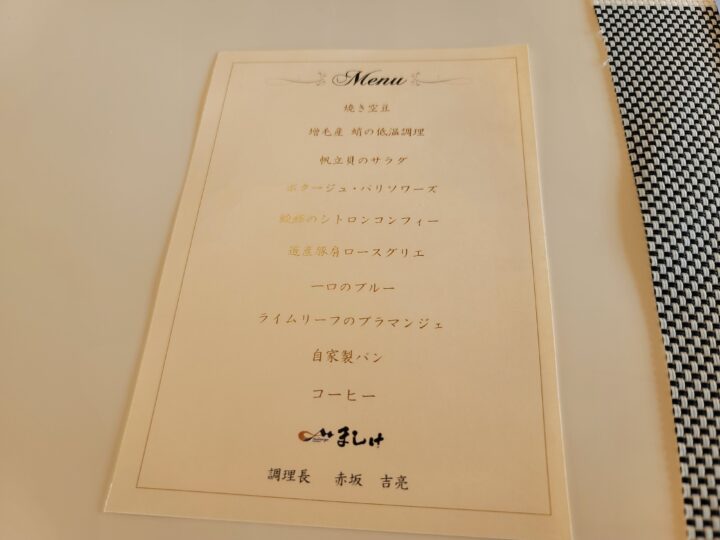 Menu
焼き空豆
増毛産 蛸の低温調理
帆立貝のサラダ
ポタージュ・パリソワーズ
のシトロンコンフィー
道産豚肩ロースグリエ
一口のブルー
ライムリーフのブラマンジェ
自家製パン
コーヒー
ましけ
調理長 赤坂 吉亮